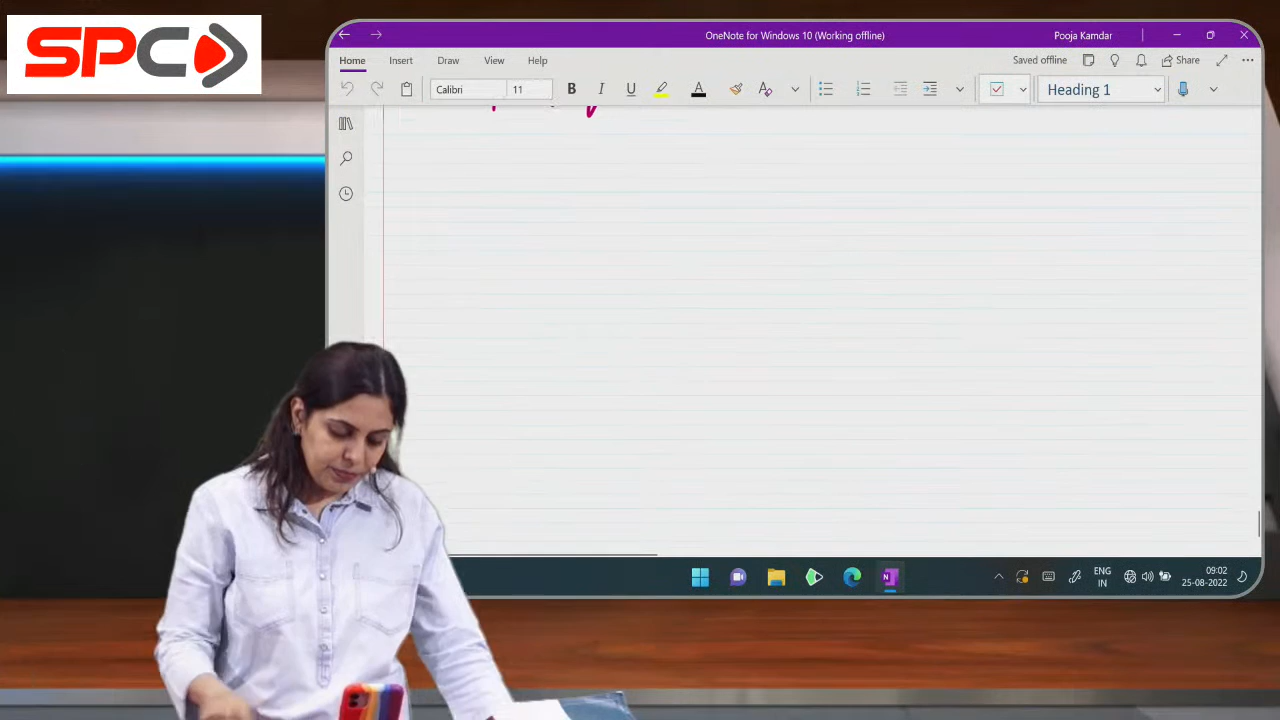 SPC
OneNote for Windows 10 (Working offline)
Pooja Kamdar
Home Insert Draw View Help
Saved offline
Share
Calibri 11 B I U A A Heading 1
ENG
IN
09:02
25-08-2022